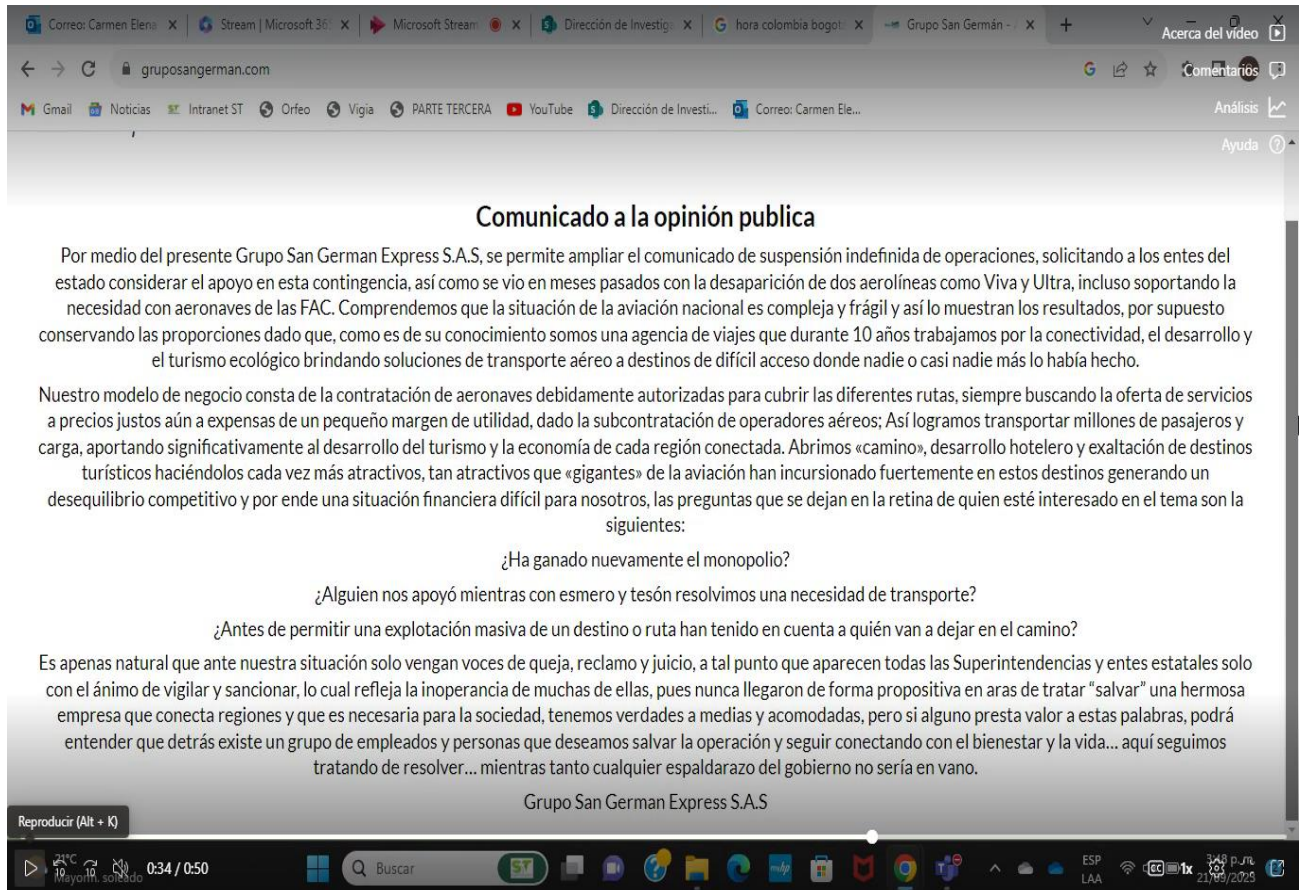 Correo: Carmen Elena
Stream | Microsoft 36
Microsoft Stream
Dirección de Investiga
hora colombia bogot
Grupo San Germán -
Acerca del vídeo
gruposangerman.com
Comentarios
Gmail
Noticias
Intranet ST
Orfeo
Vigia
PARTE TERCERA
YouTube
Dirección de Investi...
Correo: Carmen Ele...
Análisis
Ayuda
Comunicado a la opinión publica
Por medio del presente Grupo San German Express S.A.S, se permite ampliar el comunicado de suspensión indefinida de operaciones, solicitando a los entes del
estado considerar el apoyo en esta contingencia, así como se vio en meses pasados con la desaparición de dos aerolíneas como Viva y Ultra, incluso soportando la
necesidad con aeronaves de las FAC. Comprendemos que la situación de la aviación nacional es compleja y frágil y así lo muestran los resultados, por supuesto
conservando las proporciones dado que, como es de su conocimiento somos una agencia de viajes que durante 10 años trabajamos por la conectividad, el desarrollo y
el turismo ecológico brindando soluciones de transporte aéreo a destinos de difícil acceso donde nadie o casi nadie más lo había hecho.
Nuestro modelo de negocio consta de la contratación de aeronaves debidamente autorizadas para cubrir las diferentes rutas, siempre buscando la oferta de servicios
a precios justos aún a expensas de un pequeño margen de utilidad, dado la subcontratación de operadores aéreos; Así logramos transportar millones de pasajeros y
carga, aportando significativamente al desarrollo del turismo y la economía de cada región conectada. Abrimos «camino», desarrollo hotelero y exaltación de destinos
turísticos haciéndolos cada vez más atractivos, tan atractivos que «gigantes» de la aviación han incursionado fuertemente en estos destinos generando un
desequilibrio competitivo y por ende una situación financiera difícil para nosotros, las preguntas que se dejan en la retina de quien esté interesado en el tema son la
siguientes:
¿Ha ganado nuevamente el monopolio?
¿Alguien nos apoyó mientras con esmero y tesón resolvimos una necesidad de transporte?
¿Antes de permitir una explotación masiva de un destino o ruta han tenido en cuenta a quién van a dejar en el camino?
Es apenas natural que ante nuestra situación solo vengan voces de queja, reclamo y juicio, a tal punto que aparecen todas las Superintendencias y entes estatales solo
con el ánimo de vigilar y sancionar, lo cual refleja la inoperancia de muchas de ellas, pues nunca llegaron de forma propositiva en aras de tratar “salvar” una hermosa
empresa que conecta regiones y que es necesaria para la sociedad, tenemos verdades a medias y acomodadas, pero si alguno presta valor a estas palabras, podrá
entender que detrás existe un grupo de empleados y personas que deseamos salvar la operación y seguir conectando con el bienestar y la vida... aquí seguimos
tratando de resolver... mientras tanto cualquier espaldarazo del gobierno no sería en vano.
Grupo San German Express S.A.S
Reproducir (Alt + K)
21°C
10
10
0:34 / 0:50
Buscar
ST
ESP
LAA
CC
1x